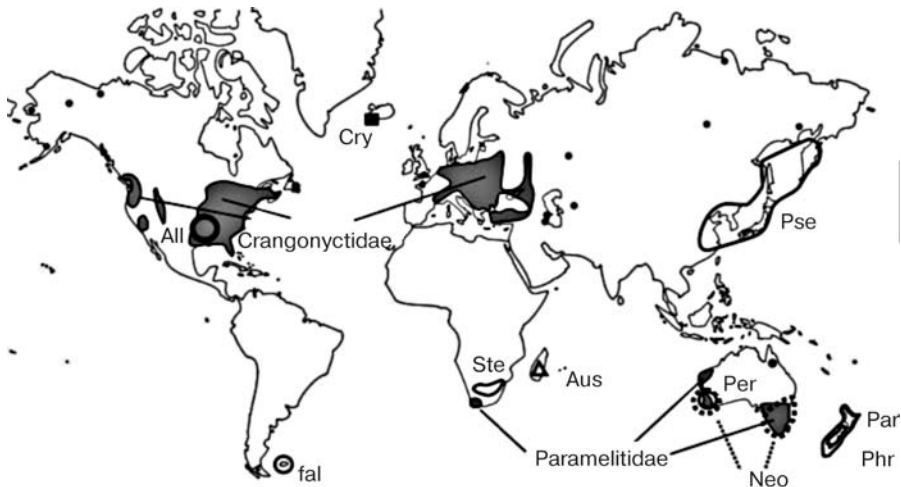 Cry
Pse
All
Crangonyctidae
Ste
Aus
Per
Par
Paramelitidae
Phr
fal
Neo